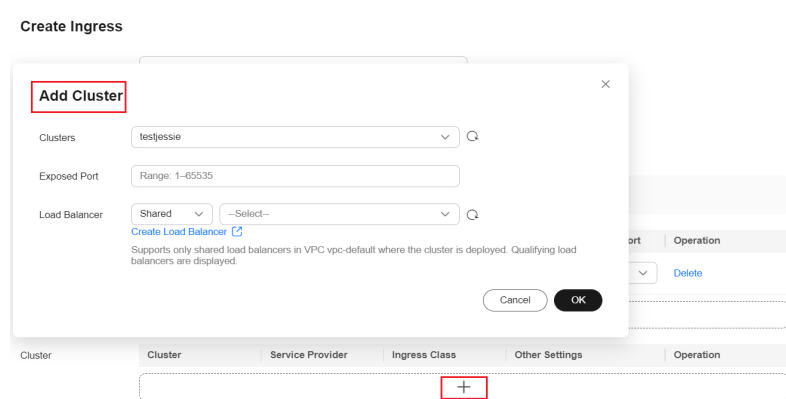 Create Ingress
Add Cluster
Clusters
testjessie
Exposed Port
Range: 1–65535
Load Balancer
Shared
--Select--
Create Load Balancer
Supports only shared load balancers in VPC vpc-default where the cluster is deployed. Qualifying load
balancers are displayed.
ort
Operation
Delete
Cancel
OK
Cluster
Cluster
Service Provider
Ingress Class
Other Settings
Operation